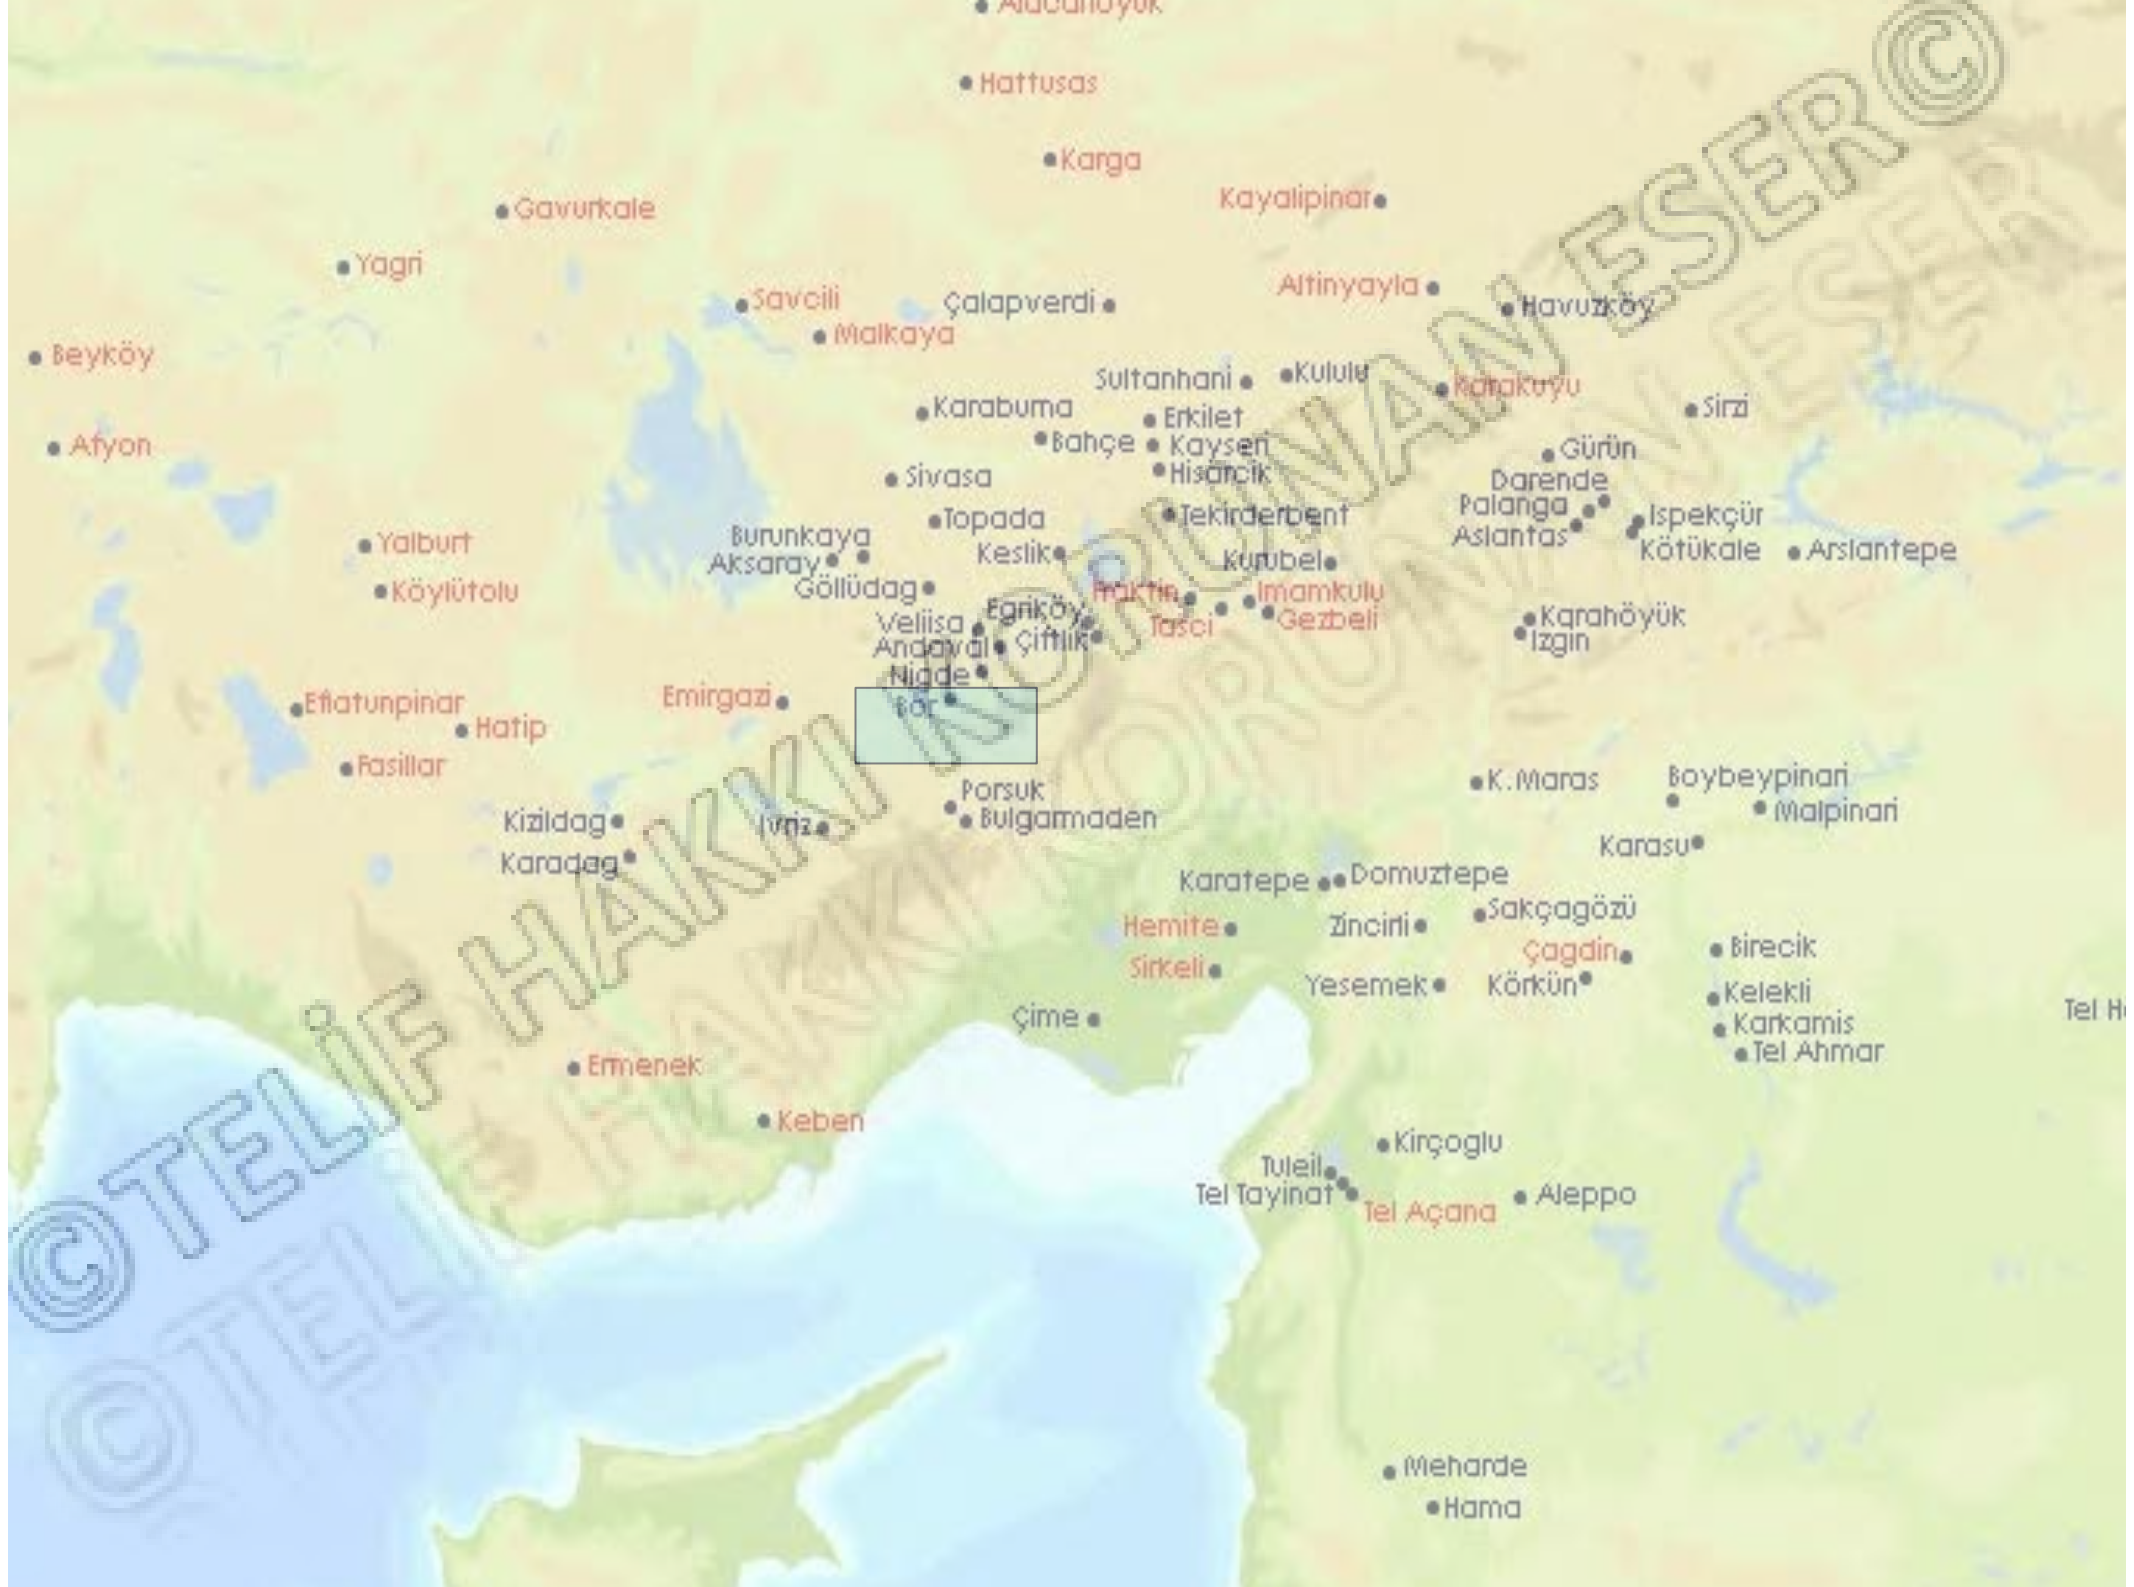 Hattusas
Karga
Kayalipinar
Gavurkale
Yagri
Altinyayla
Savcili
Çalapverdi
Havuzköy
Malkaya
Beyköy
Sultanhani
Kululu
Karakuyu
Karaburna
Erkilet
Sirzi
Afyon
Bahçe
Kayseri
Gürün
Hisarcik
Sivasa
Darende
Palanga
Topada
Tekirderbent
Ispekçür
Burunkaya
Aslantas
Yalburt
Keslik
Kötükale
Arslantepe
Aksaray
Kurubel
Göllüdag
Köylütolu
Fraktin
Imamkulu
Egriköy
Veliisa
Tasci
Gezbeli
Karahöyük
Andaval
Çiftlik
Izgin
Nigde
Emirgazi
Eflatunpinar
Bor
Hatip
Fasillar
K.Maras
Boybeypinari
Porsuk
Malpinari
Kizildag
Ivriz
Bulgarmaden
Karasu
Karadag
Karatepe
Domuztepe
Sakçagözü
Hemite
Zincirli
Çagdin
Birecik
Sirkeli
Yesemek
Körkün
Kelekli
Çime
Karkamis
Tel Ahmar
Ermenek
Keben
Kirçoglu
Tuleil
Tel Tayinat
Aleppo
Tel Açana
Meharde
Hama
©TELİF HAKKI KORUNAN ESER©